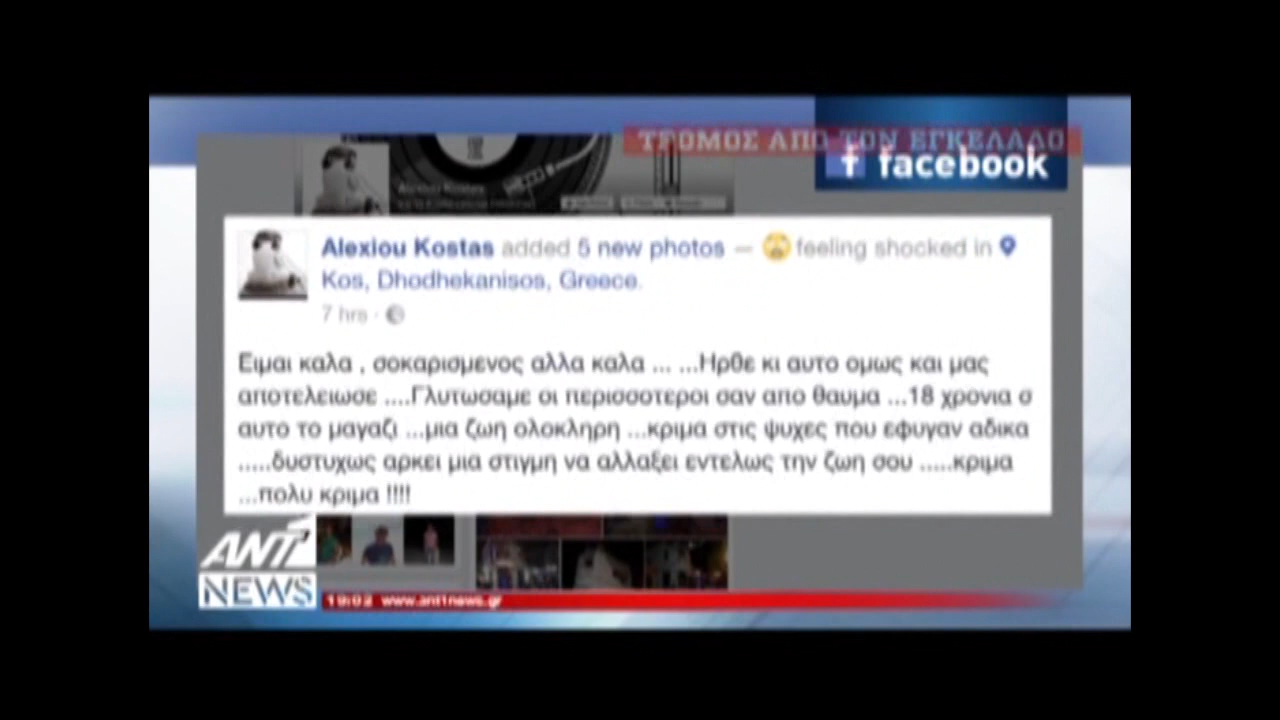 ΤΡΟΜΟΣ ΑΠΟ ΤΟΝ ΕΓΚΕΛΑΔΟ
f facebook
Alexiou Kostas
Alexiou Kostas added 5 new photos — feeling shocked in
Kos, Dhodhekanisos, Greece.
7 hrs ·
Ειμαι καλα , σοκαρισμενος αλλα καλα ... ...Ηρθε κι αυτο ομως και μας
αποτελειωσε ....Γλυτωσαμε οι περισσοτεροι σαν απο θαυμα ...18 χρονια σ
αυτο το μαγαζι ...μια ζωη ολοκληρη ...κριμα στις ψυχες που εφυγαν αδικα
.....δυστυχως αρκει μια στιγμη να αλλαξει εντελως την ζωη σου .....κριμα
...πολυ κριμα !!!!
ANT1
NEWS
19:02 www.ant1news.gr